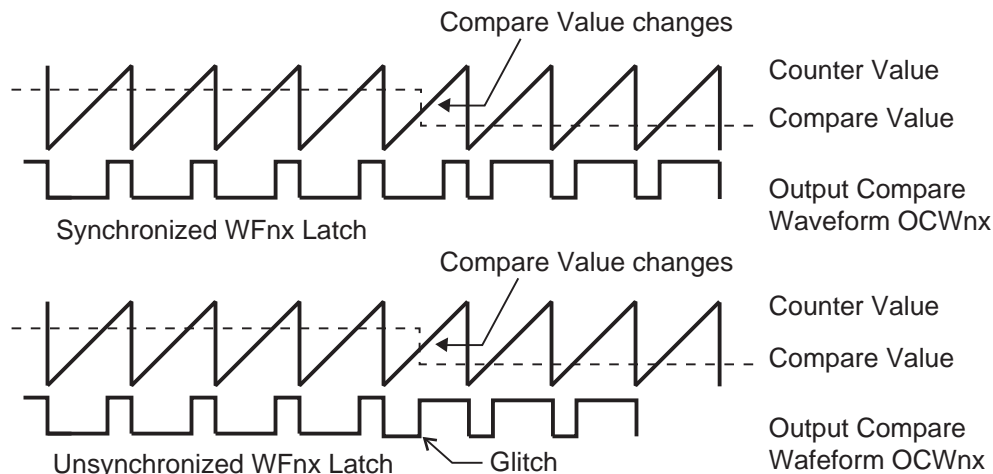 Compare Value changes
Counter Value
Compare Value
Output Compare
Waveform OCWnx
Synchronized WFnx Latch
Compare Value changes
Counter Value
Compare Value
Output Compare
Wafeform OCWnx
Unsynchronized WFnx Latch
Glitch